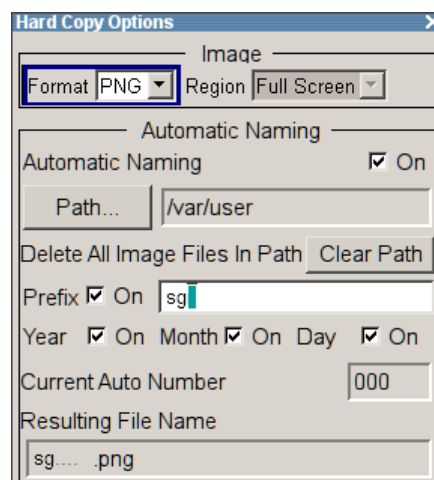 Hard Copy Options
Image
Format PNG Region Full Screen
Automatic Naming
Automatic Naming On
Path... /var/user
Delete All Image Files In Path Clear Path
Prefix On sg
Year On Month On Day On
Current Auto Number 000
Resulting File Name
sg.... .png